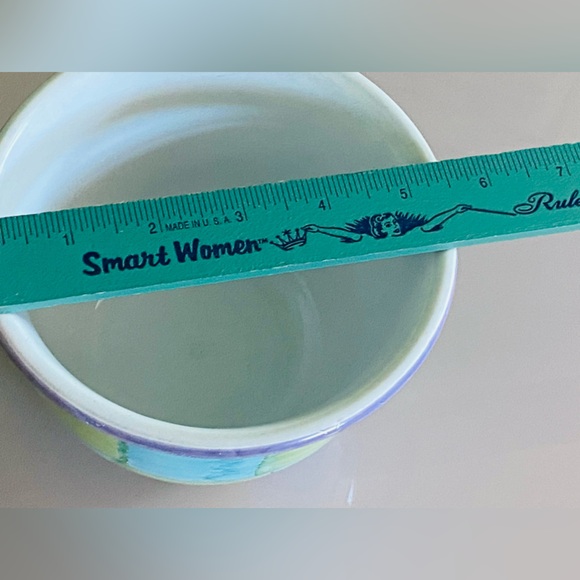 1 2 MADE IN U.S.A. 3 4 5 6 7
Smart Women™ Rule